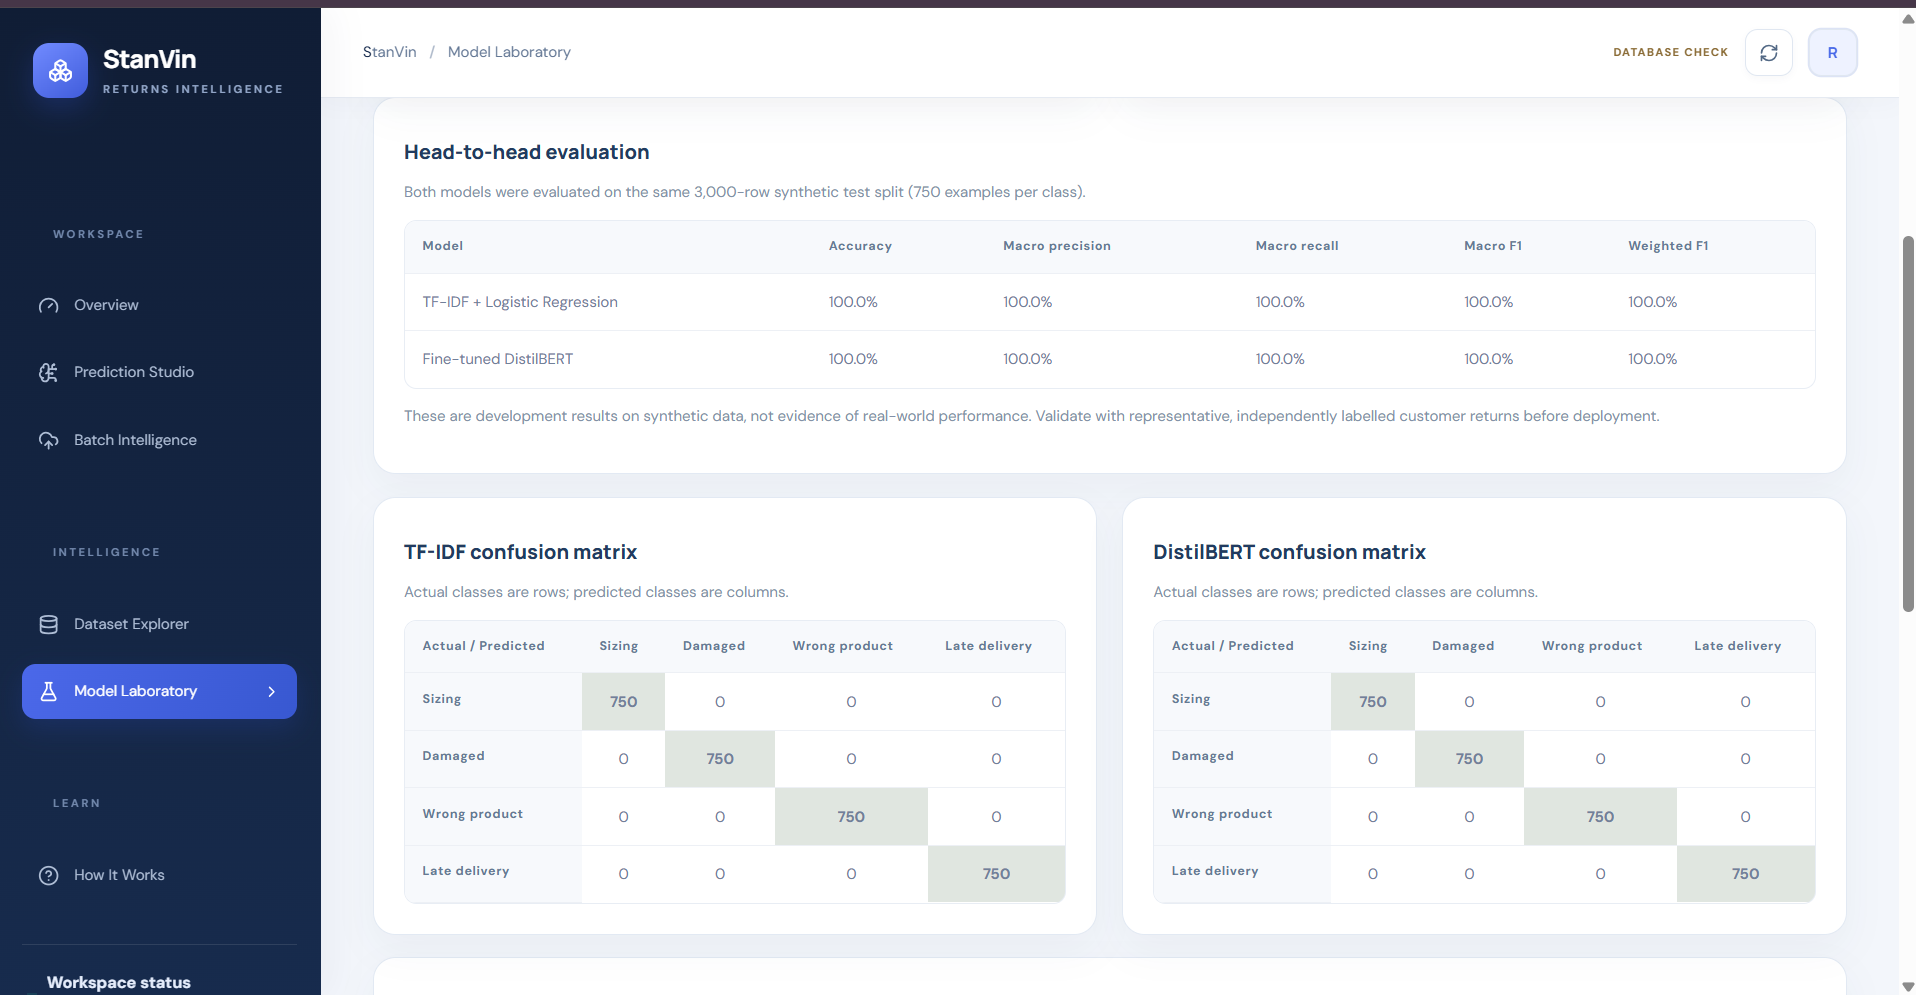 StanVin
RETURNS INTELLIGENCE
WORKSPACE
Overview
Prediction Studio
Batch Intelligence
INTELLIGENCE
Dataset Explorer
Model Laboratory
LEARN
How It Works
Workspace status
StanVin / Model Laboratory
DATABASE CHECK
R
Head-to-head evaluation
Both models were evaluated on the same 3,000-row synthetic test split (750 examples per class).
Model Accuracy Macro precision Macro recall Macro F1 Weighted F1
TF-IDF + Logistic Regression 100.0% 100.0% 100.0% 100.0% 100.0%
Fine-tuned DistilBERT 100.0% 100.0% 100.0% 100.0% 100.0%
These are development results on synthetic data, not evidence of real-world performance. Validate with representative, independently labelled customer returns before deployment.
TF-IDF confusion matrix
Actual classes are rows; predicted classes are columns.
Actual / Predicted Sizing Damaged Wrong product Late delivery
Sizing 750 0 0 0
Damaged 0 750 0 0
Wrong product 0 0 750 0
Late delivery 0 0 0 750
DistilBERT confusion matrix
Actual classes are rows; predicted classes are columns.
Actual / Predicted Sizing Damaged Wrong product Late delivery
Sizing 750 0 0 0
Damaged 0 750 0 0
Wrong product 0 0 750 0
Late delivery 0 0 0 750